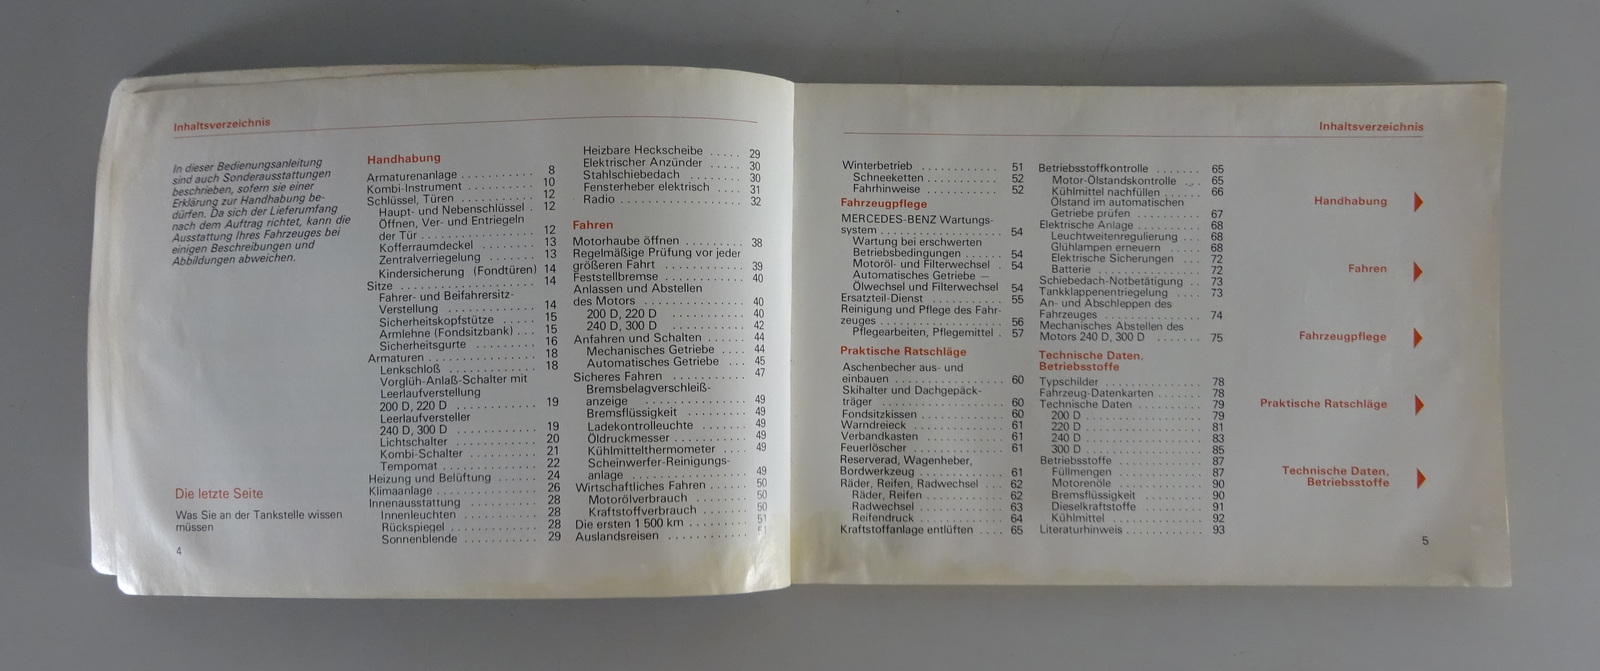 Inhaltsverzeichnis
In dieser Bedienungsanleitung
sind auch Sonderausstattungen
beschrieben, sofern sie einer
Erklärung zur Handhabung be-
dürfen. Da sich der Lieferumfang
nach dem Auftrag richtet, kann die
Ausstattung Ihres Fahrzeuges bei
einigen Beschreibungen und
Abbildungen abweichen.
Die letzte Seite
Was Sie an der Tankstelle wissen
müssen
4
Handhabung
Armaturenanlage .......... 8
Kombi-Instrument .......... 10
Schlüssel, Türen .......... 12
Haupt- und Nebenschlüssel . 12
Öffnen, Ver- und Entriegeln
der Tür .......... 12
Kofferraumdeckel .......... 13
Zentralverriegelung .......... 13
Kindersicherung (Fondtüren) 14
Sitze .......... 14
Fahrer- und Beifahrersitz-
Verstellung .......... 14
Sicherheitskopfstütze .......... 15
Armlehne (Fondsitzbank) ... 15
Sicherheitsgurte .......... 16
Armaturen .......... 18
Lenkschloß .......... 18
Vorglüh-Anlaß-Schalter mit
Leerlaufverstellung
200 D, 220 D .......... 19
Leerlaufversteller
240 D, 300 D .......... 19
Lichtschalter .......... 20
Kombi-Schalter .......... 21
Tempomat .......... 22
Heizung und Belüftung ....... 24
Klimaanlage .......... 26
Innenausstattung .......... 28
Innenleuchten .......... 28
Rückspiegel .......... 28
Sonnenblende .......... 29
Heizbare Heckscheibe ..... 29
Elektrischer Anzünder ..... 30
Stahlschiebedach .......... 30
Fensterheber elektrisch .... 31
Radio .......... 32
Fahren
Motorhaube öffnen ......... 38
Regelmäßige Prüfung vor jeder
größeren Fahrt .......... 39
Feststellbremse .......... 40
Anlassen und Abstellen
des Motors .......... 40
200 D, 220 D .......... 40
240 D, 300 D .......... 42
Anfahren und Schalten ....... 44
Mechanisches Getriebe .... 44
Automatisches Getriebe ... 45
Sicheres Fahren .......... 47
Bremsbelagverschleiß-
anzeige .......... 49
Bremsflüssigkeit .......... 49
Ladekontrolleuchte .......... 49
Öldruckmesser .......... 49
Kühlmittelthermometer ..... 49
Scheinwerfer-Reinigungs-
anlage .......... 49
Wirtschaftliches Fahren ...... 50
Motorölverbrauch .......... 50
Kraftstoffverbrauch .......... 50
Die ersten 1 500 km .......... 51
Auslandsreisen .......... 51
Inhaltsverzeichnis
Winterbetrieb .......... 51
Schneeketten .......... 52
Fahrhinweise .......... 52
Fahrzeugpflege
MERCEDES-BENZ Wartungs-
system .......... 54
Wartung bei erschwerten
Betriebsbedingungen ...... 54
Motoröl- und Filterwechsel . 54
Automatisches Getriebe –
Ölwechsel und Filterwechsel 54
Ersatzteil-Dienst .......... 55
Reinigung und Pflege des Fahr-
zeuges .......... 56
Pflegearbeiten, Pflegemittel . 57
Praktische Ratschläge
Aschenbecher aus- und
einbauen .......... 60
Skihalter und Dachgepäck-
träger .......... 60
Fondsitzkissen .......... 60
Warndreieck .......... 61
Verbandkasten .......... 61
Feuerlöscher .......... 61
Reserverad, Wagenheber,
Bordwerkzeug .......... 61
Räder, Reifen, Radwechsel ... 62
Räder, Reifen .......... 62
Radwechsel .......... 63
Reifendruck .......... 64
Kraftstoffanlage entlüften .... 65
Betriebsstoffkontrolle ....... 65
Motor-Ölstandskontrolle ... 65
Kühlmittel nachfüllen ..... 66
Ölstand im automatischen
Getriebe prüfen .......... 67
Elektrische Anlage .......... 68
Leuchtweitenregulierung ... 68
Glühlampen erneuern ...... 68
Elektrische Sicherungen .... 72
Batterie .......... 72
Schiebedach-Notbetätigung .. 73
Tankklappenentriegelung .... 73
An- und Abschleppen des
Fahrzeuges .......... 74
Mechanisches Abstellen des
Motors 240 D, 300 D ....... 75
Technische Daten,
Betriebsstoffe
Typschilder .......... 78
Fahrzeug-Datenkarten ....... 78
Technische Daten .......... 79
200 D .......... 79
220 D .......... 81
240 D .......... 83
300 D .......... 85
Betriebsstoffe .......... 87
Füllmengen .......... 87
Motorenöle .......... 90
Bremsflüssigkeit .......... 90
Dieselkraftstoffe .......... 91
Kühlmittel .......... 92
Literaturhinweis .......... 93
Handhabung
Fahren
Fahrzeugpflege
Praktische Ratschläge
Technische Daten,
Betriebsstoffe
5